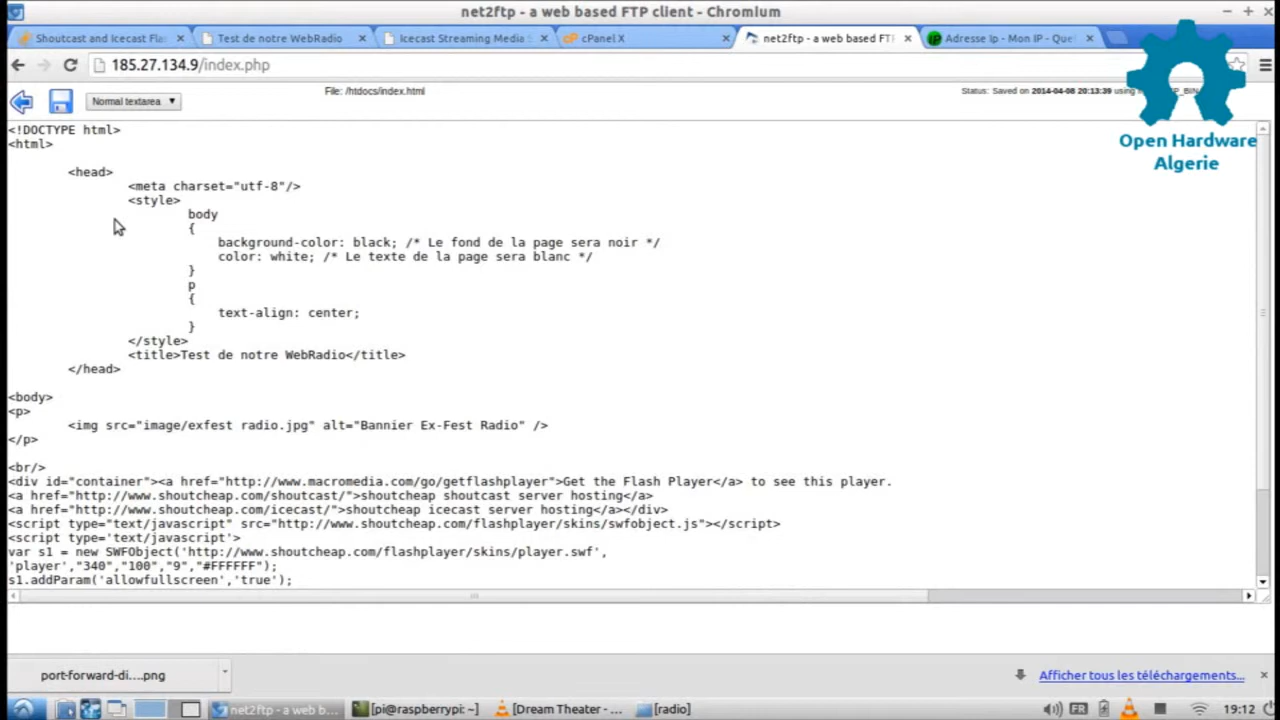 net2ftp - a web based FTP client - Chromium
Shoutcast and Icecast Fla
Test de notre WebRadio
Icecast Streaming Media S
cPanel X
net2ftp - a web based FT
Adresse Ip - Mon IP - Que
185.27.134.9/index.php
Normal textarea
File: /htdocs/index.html
Status: Saved on 2014-04-08 20:13:39 using
Open Hardware
Algerie
<!DOCTYPE html>
<html>
<head>
<meta charset="utf-8"/>
<style>
body
{
background-color: black; /* Le fond de la page sera noir */
color: white; /* Le texte de la page sera blanc */
}
p
{
text-align: center;
}
</style>
<title>Test de notre WebRadio</title>
</head>
<body>
<p>
<img src="image/exfest radio.jpg" alt="Bannier Ex-Fest Radio" />
</p>
<br/>
<div id="container"><a href="http://www.macromedia.com/go/getflashplayer">Get the Flash Player</a> to see this player.
<a href="http://www.shoutcheap.com/shoutcast/">shoutcheap shoutcast server hosting</a>
<a href="http://www.shoutcheap.com/icecast/">shoutcheap icecast server hosting</a></div>
<script type="text/javascript" src="http://www.shoutcheap.com/flashplayer/skins/swfobject.js"></script>
<script type='text/javascript'>
var s1 = new SWFObject('http://www.shoutcheap.com/flashplayer/skins/player.swf',
'player","340","100","9","#FFFFFF");
s1.addParam('allowfullscreen','true');
port-forward-di....png
Afficher tous les téléchargements...
net2ftp - a web b...
[pi@raspberrypi: ~]
[Dream Theater - ...
[radio]
FR
19:12